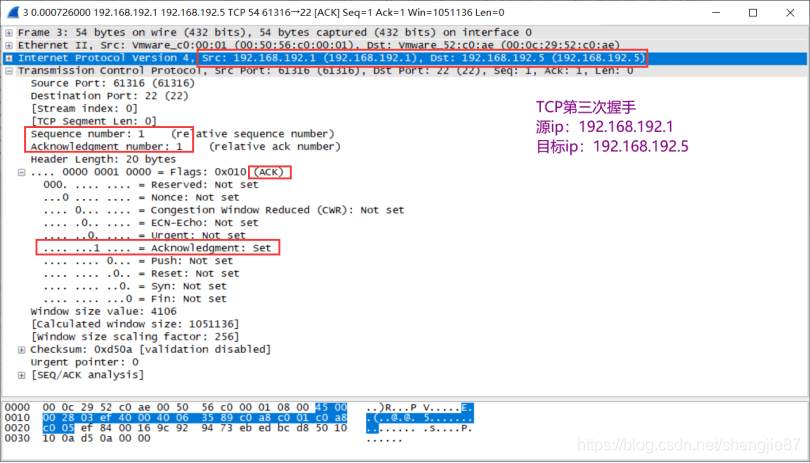 3 0.000726000 192.168.192.1 192.168.192.5 TCP 54 61316→22 [ACK] Seq=1 Ack=1 Win=1051136 Len=0
Frame 3: 54 bytes on wire (432 bits), 54 bytes captured (432 bits) on interface 0
Ethernet II, Src: Vmware_c0:00:01 (00:50:56:c0:00:01), Dst: Vmware_52:c0:ae (00:0c:29:52:c0:ae)
Internet Protocol Version 4, Src: 192.168.192.1 (192.168.192.1), Dst: 192.168.192.5 (192.168.192.5)
Transmission Control Protocol, Src Port: 61316 (61316), Dst Port: 22 (22), Seq: 1, Ack: 1, Len: 0
Source Port: 61316 (61316)
Destination Port: 22 (22)
[Stream index: 0]
[TCP Segment Len: 0]
Sequence number: 1 (relative sequence number)
Acknowledgment number: 1 (relative ack number)
Header Length: 20 bytes
.... 0000 0001 0000 = Flags: 0x010 (ACK)
000. .... .... = Reserved: Not set
...0 .... .... = Nonce: Not set
.... 0... .... = Congestion Window Reduced (CWR): Not set
.... .0.. .... = ECN-Echo: Not set
.... ..0. .... = Urgent: Not set
.... ...1 .... = Acknowledgment: Set
.... .... 0... = Push: Not set
.... .... .0.. = Reset: Not set
.... .... ..0. = Syn: Not set
.... .... ...0 = Fin: Not set
Window size value: 4106
[Calculated window size: 1051136]
[Window size scaling factor: 256]
Checksum: 0xd50a [validation disabled]
Urgent pointer: 0
[SEQ/ACK analysis]
TCP第三次握手
源ip：192.168.192.1
目标ip：192.168.192.5
0000 00 0c 29 52 c0 ae 00 50 56 c0 00 01 08 00 45 00 ..)R...P V.....E.
0010 00 28 03 ef 40 00 40 06 35 89 c0 a8 c0 01 c0 a8 .(..@.@. 5.......
0020 c0 05 ef 84 00 16 9c 92 94 73 eb ed bc d8 50 10 ........ .s....P.
0030 10 0a d5 0a 00 00 ......
https://blog.csdn.net/shengjie87